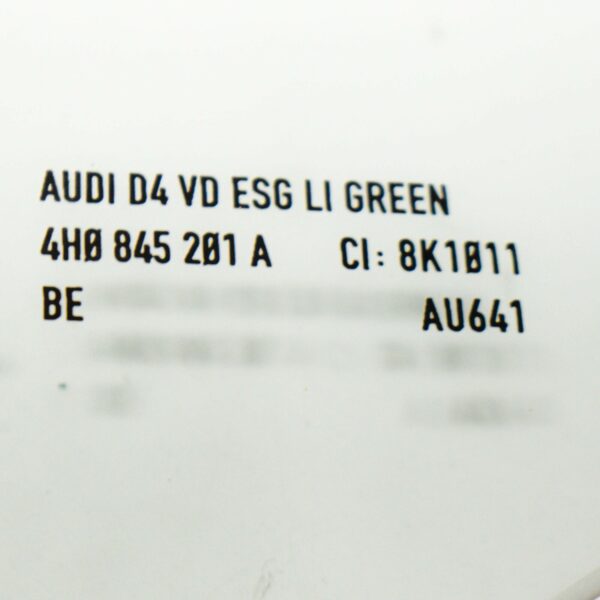 AUDI D4 VD ESG LI GREEN
4H0 845 201 A CI: 8K1011
BE AU641